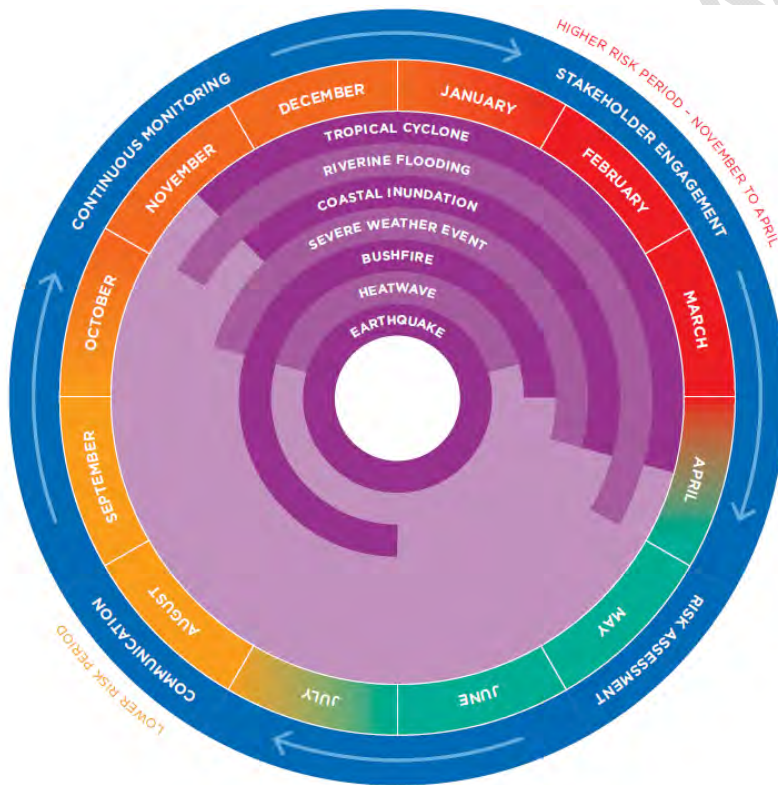 HIGHER RISK PERIOD - NOVEMBER TO APRIL
CONTINUOUS MONITORING
STAKEHOLDER ENGAGEMENT
RISK ASSESSMENT
COMMUNICATION
LOWER RISK PERIOD
JANUARY
FEBRUARY
MARCH
APRIL
MAY
JUNE
JULY
AUGUST
SEPTEMBER
OCTOBER
NOVEMBER
DECEMBER
TROPICAL CYCLONE
RIVERINE FLOODING
COASTAL INUNDATION
SEVERE WEATHER EVENT
BUSHFIRE
HEATWAVE
EARTHQUAKE